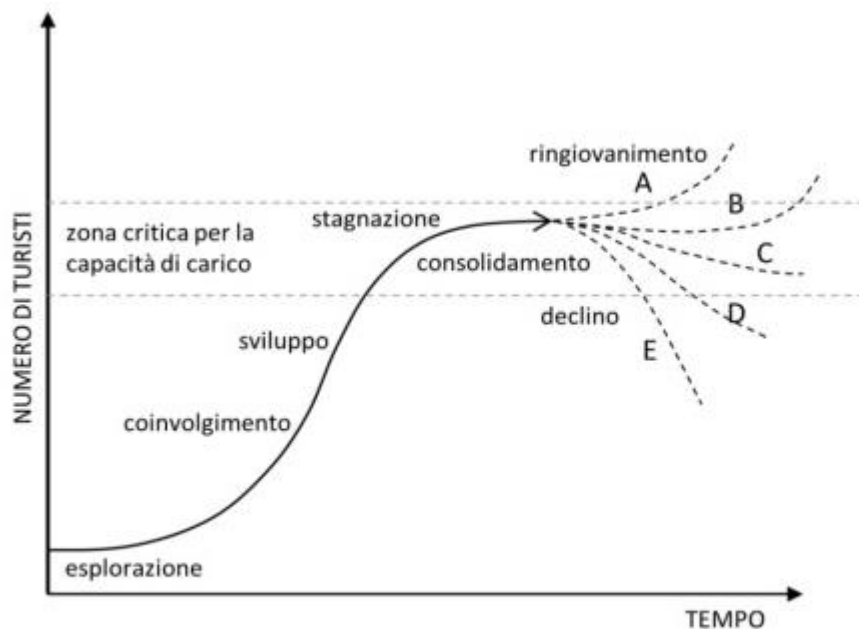 NUMERO DI TURISTI
ringiovanimento
A
B
stagnazione
zona critica per la
capacità di carico
consolidamento
C
declino
D
sviluppo
E
coinvolgimento
esplorazione
TEMPO